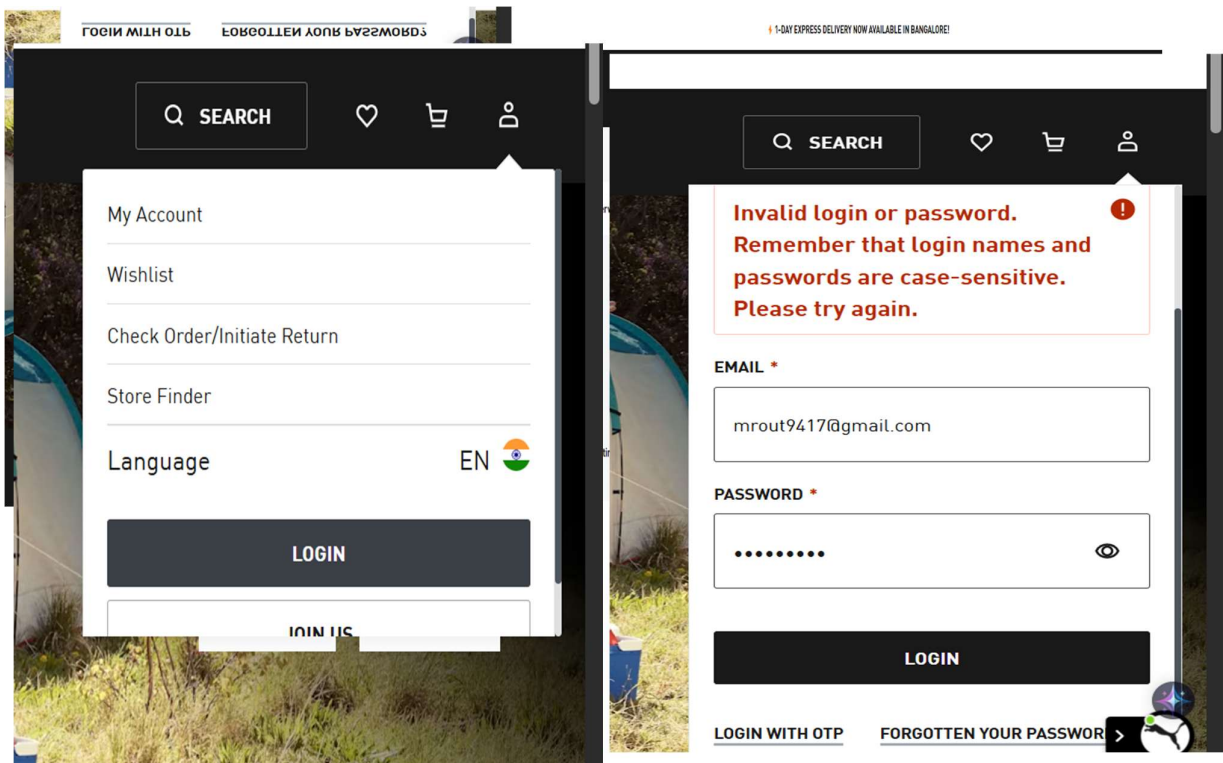 LOGIN WITH OTP FORGOTTEN YOUR PASSWORD?
1-DAY EXPRESS DELIVERY NOW AVAILABLE IN BANGALORE!
SEARCH
My Account
Wishlist
Check Order/Initiate Return
Store Finder
Language EN
LOGIN
JOIN US
SEARCH
Invalid login or password.
Remember that login names and
passwords are case-sensitive.
Please try again.
EMAIL *
mrout9417@gmail.com
PASSWORD *
•••••••••
LOGIN
LOGIN WITH OTP FORGOTTEN YOUR PASSWOR